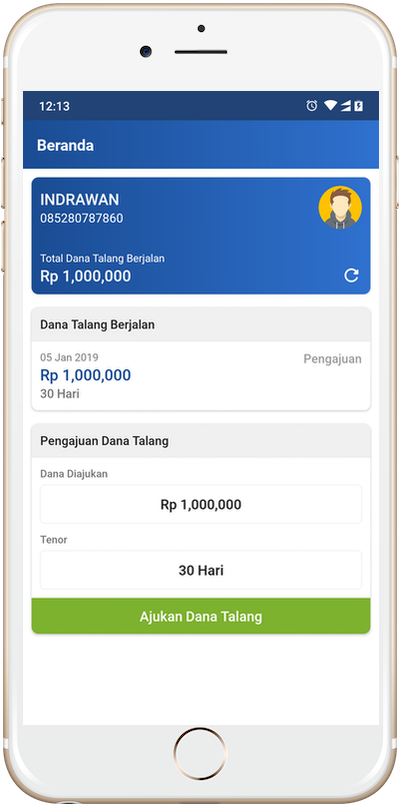 12:13
Beranda
INDRAWAN
085280787860
Total Dana Talang Berjalan
Rp 1,000,000
Dana Talang Berjalan
05 Jan 2019
Pengajuan
Rp 1,000,000
30 Hari
Pengajuan Dana Talang
Dana Diajukan
Rp 1,000,000
Tenor
30 Hari
Ajukan Dana Talang